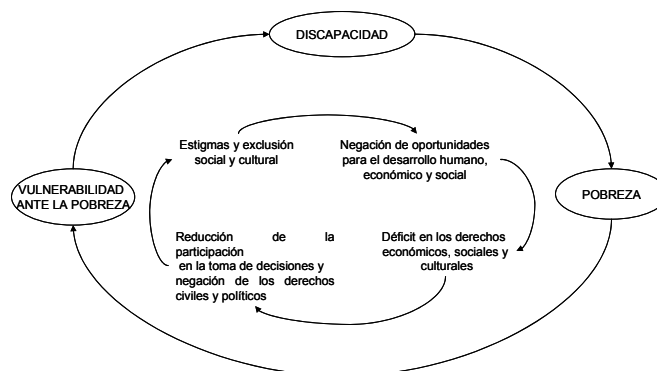 DISCAPACIDAD
Estigmas y exclusión
social y cultural
Negación de oportunidades
para el desarrollo humano,
económico y social
VULNERABILIDAD
ANTE LA POBREZA
POBREZA
Reducción de la
participación
en la toma de decisiones y
negación de los derechos
civiles y políticos
Déficit en los derechos
económicos, sociales y
culturales